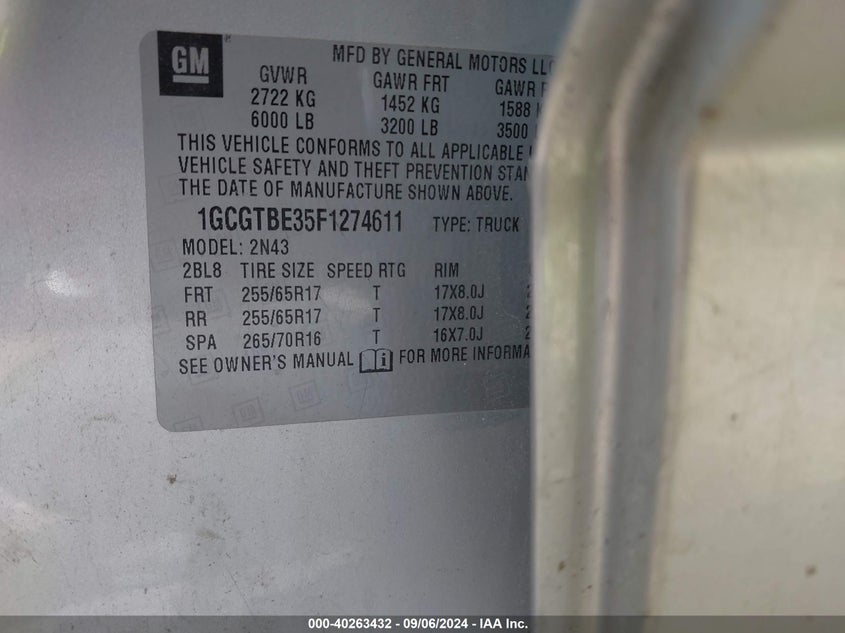 GM
MFD BY GENERAL MOTORS LLC
GVWR GAWR FRT GAWR
2722 KG 1452 KG 1588
6000 LB 3200 LB 3500
THIS VEHICLE CONFORMS TO ALL APPLICABLE
VEHICLE SAFETY AND THEFT PREVENTION
THE DATE OF MANUFACTURE SHOWN ABOVE.
1GCGTBE35F1274611 TYPE: TRUCK
MODEL: 2N43
2BL8 TIRE SIZE SPEED RTG RIM
FRT 255/65R17 T 17X8.0J
RR 255/65R17 T 17X8.0J
SPA 265/70R16 T 16X7.0J
SEE OWNER'S MANUAL FOR MORE
000-40263432 - 09/06/2024 - IAA Inc.